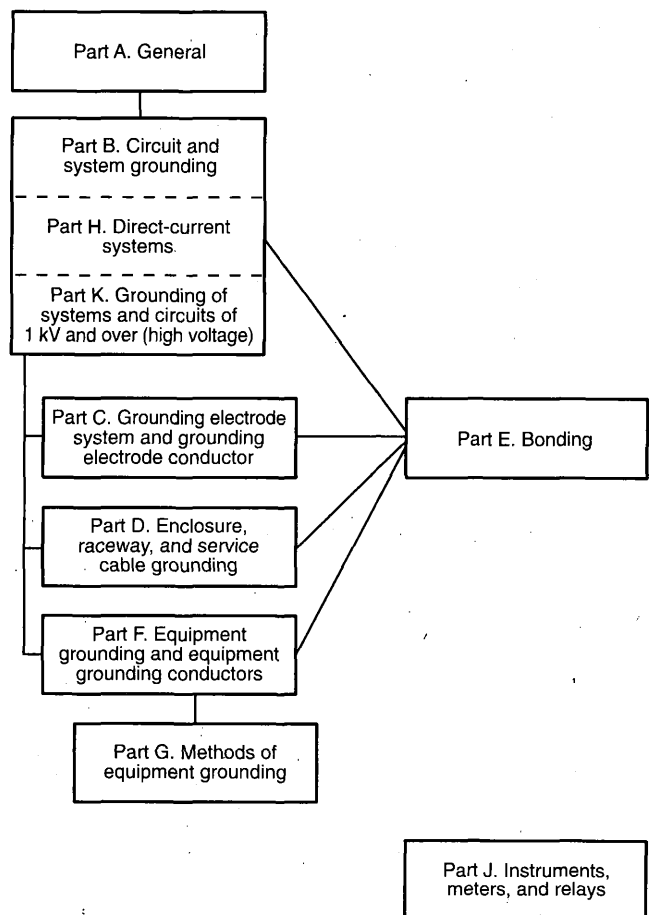 Part A. General
Part B. Circuit and
system grounding
Part H. Direct-current
systems
Part K. Grounding of
systems and circuits of
1 kV and over (high voltage)
Part C. Grounding electrode
system and grounding
electrode conductor
Part E. Bonding
Part D. Enclosure,
raceway, and service
cable grounding
Part F. Equipment
grounding and equipment
grounding conductors
Part G. Methods of
equipment grounding
Part J. Instruments,
meters, and relays